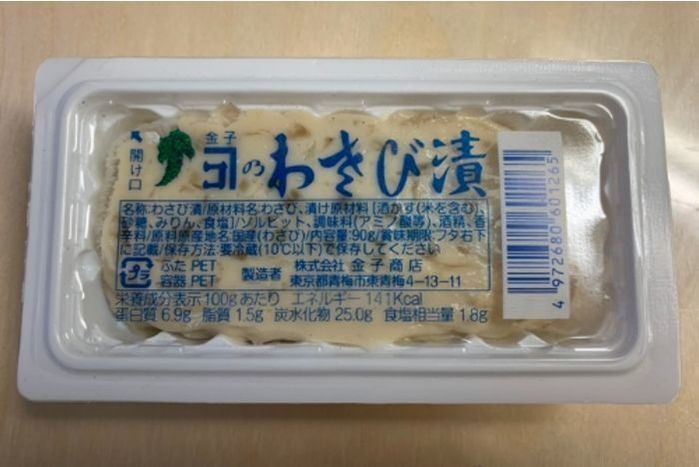 開け口
金子
のわさび漬
名称:わさび漬/原材料名:わさび、漬け原材料[酒かす(米を含む)、
砂糖、みりん、食塩]/ソルビット、調味料(アミノ酸等)、酒精、香
辛料/原料原産地名:国産(わさび)/内容量:90g/賞味期限:フタ右下
に記載/保存方法:要冷蔵(10℃以下)で保存してください
プラ
ふた PET
容器 PET
製造者 株式会社 金子商店
東京都青梅市東青梅4-13-11
栄養成分表示100gあたり エネルギー 141Kcal
蛋白質 6.9g 脂質 1.5g 炭水化物 25.0g 食塩相当量 1.8g
4 972680 601265